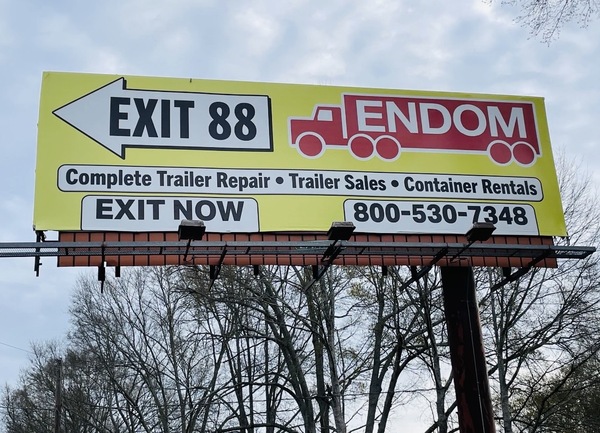 EXIT 88
ENDOM
Complete Trailer Repair • Trailer Sales • Container Rentals
EXIT NOW
800-530-7348